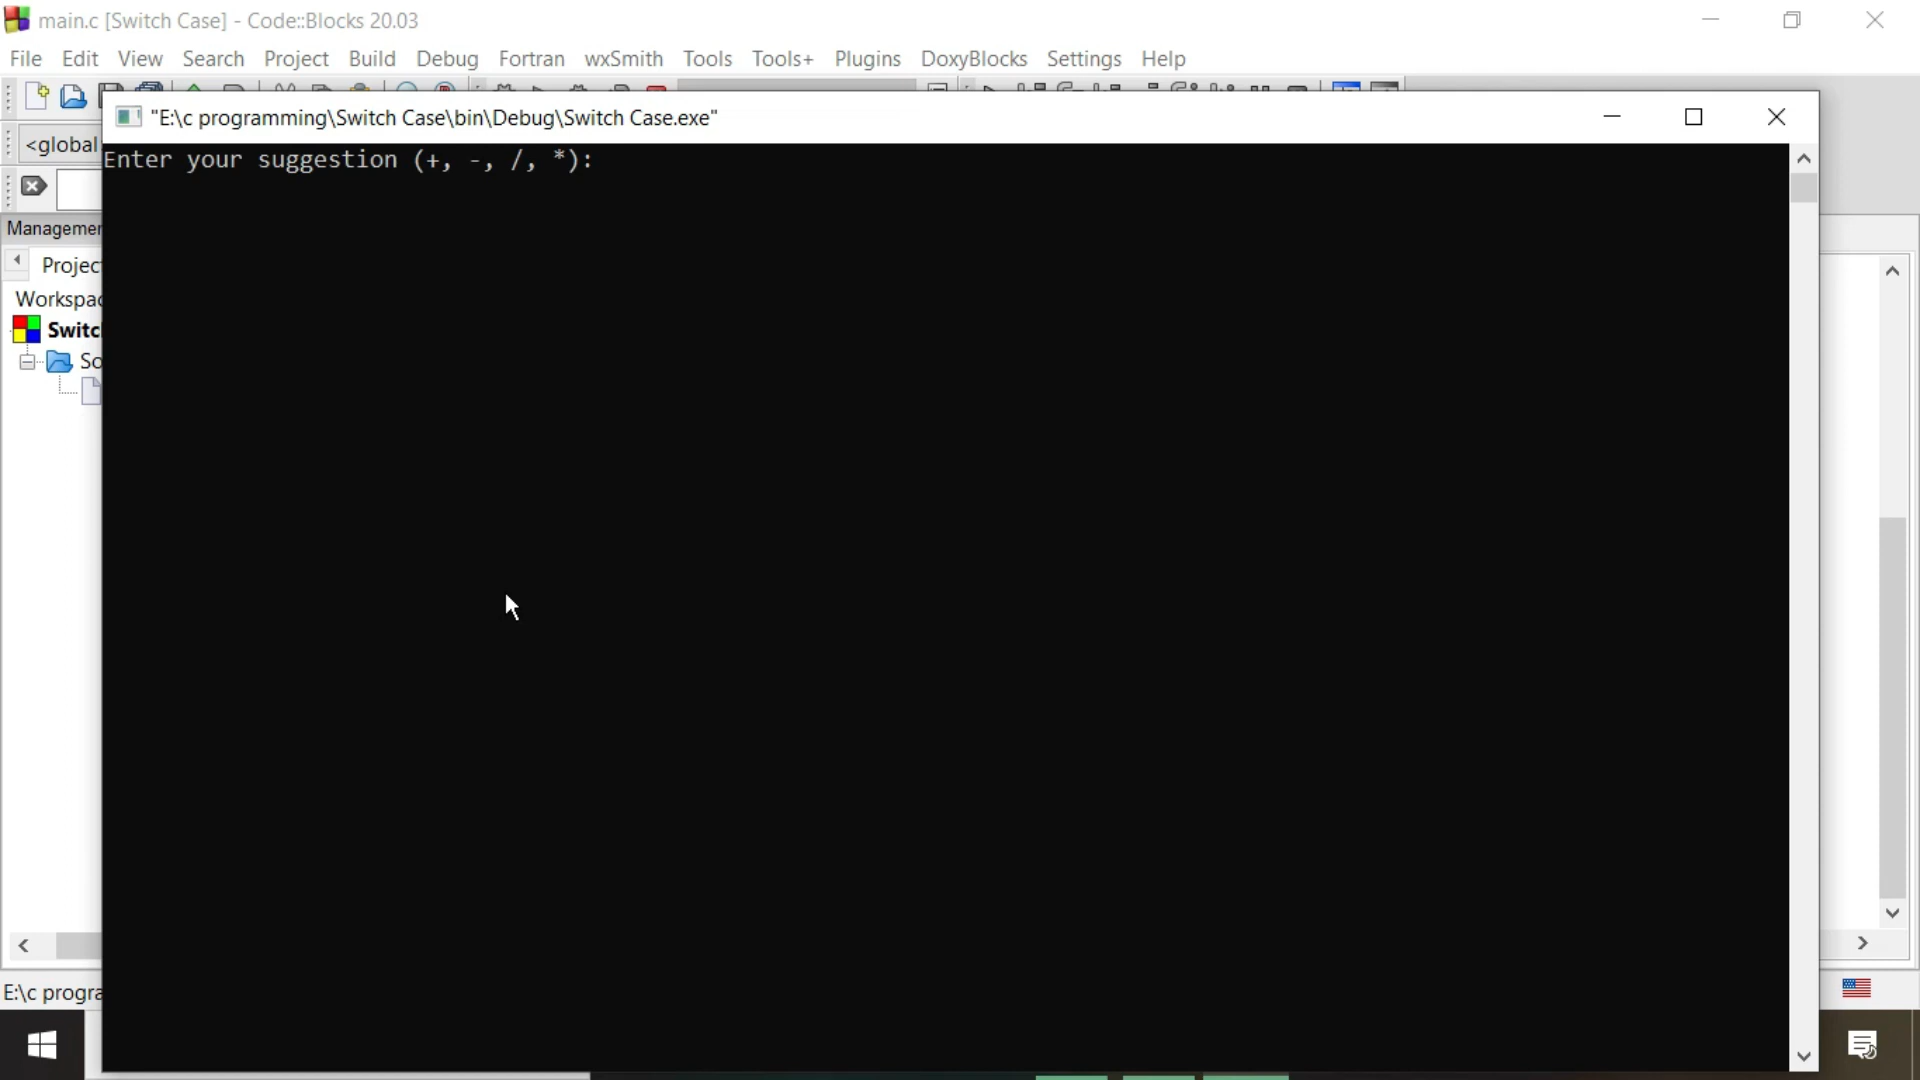 main.c [Switch Case] - Code::Blocks 20.03
File Edit View Search Project Build Debug Fortran wxSmith Tools Tools+ Plugins DoxyBlocks Settings Help
"E:\c programming\Switch Case\bin\Debug\Switch Case.exe"
<global
Enter your suggestion (+, -, /, *):
Managemen
Projec
Workspac
Switc
So
E:\c progra